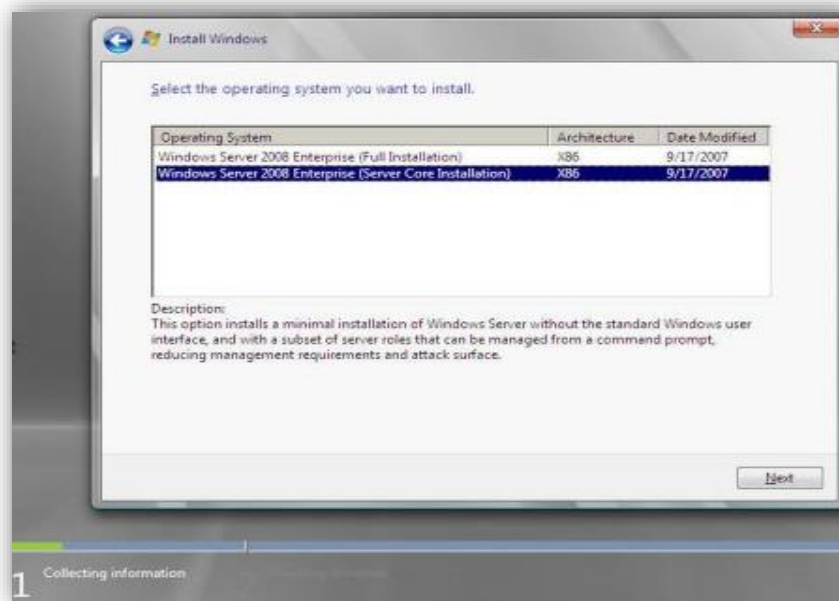 Install Windows
Select the operating system you want to install.
Operating System Architecture Date Modified
Windows Server 2008 Enterprise (Full Installation) X86 9/17/2007
Windows Server 2008 Enterprise (Server Core Installation) X86 9/17/2007
Description:
This option installs a minimal installation of Windows Server without the standard Windows user
interface, and with a subset of server roles that can be managed from a command prompt,
reducing management requirements and attack surface.
Next
1 Collecting information